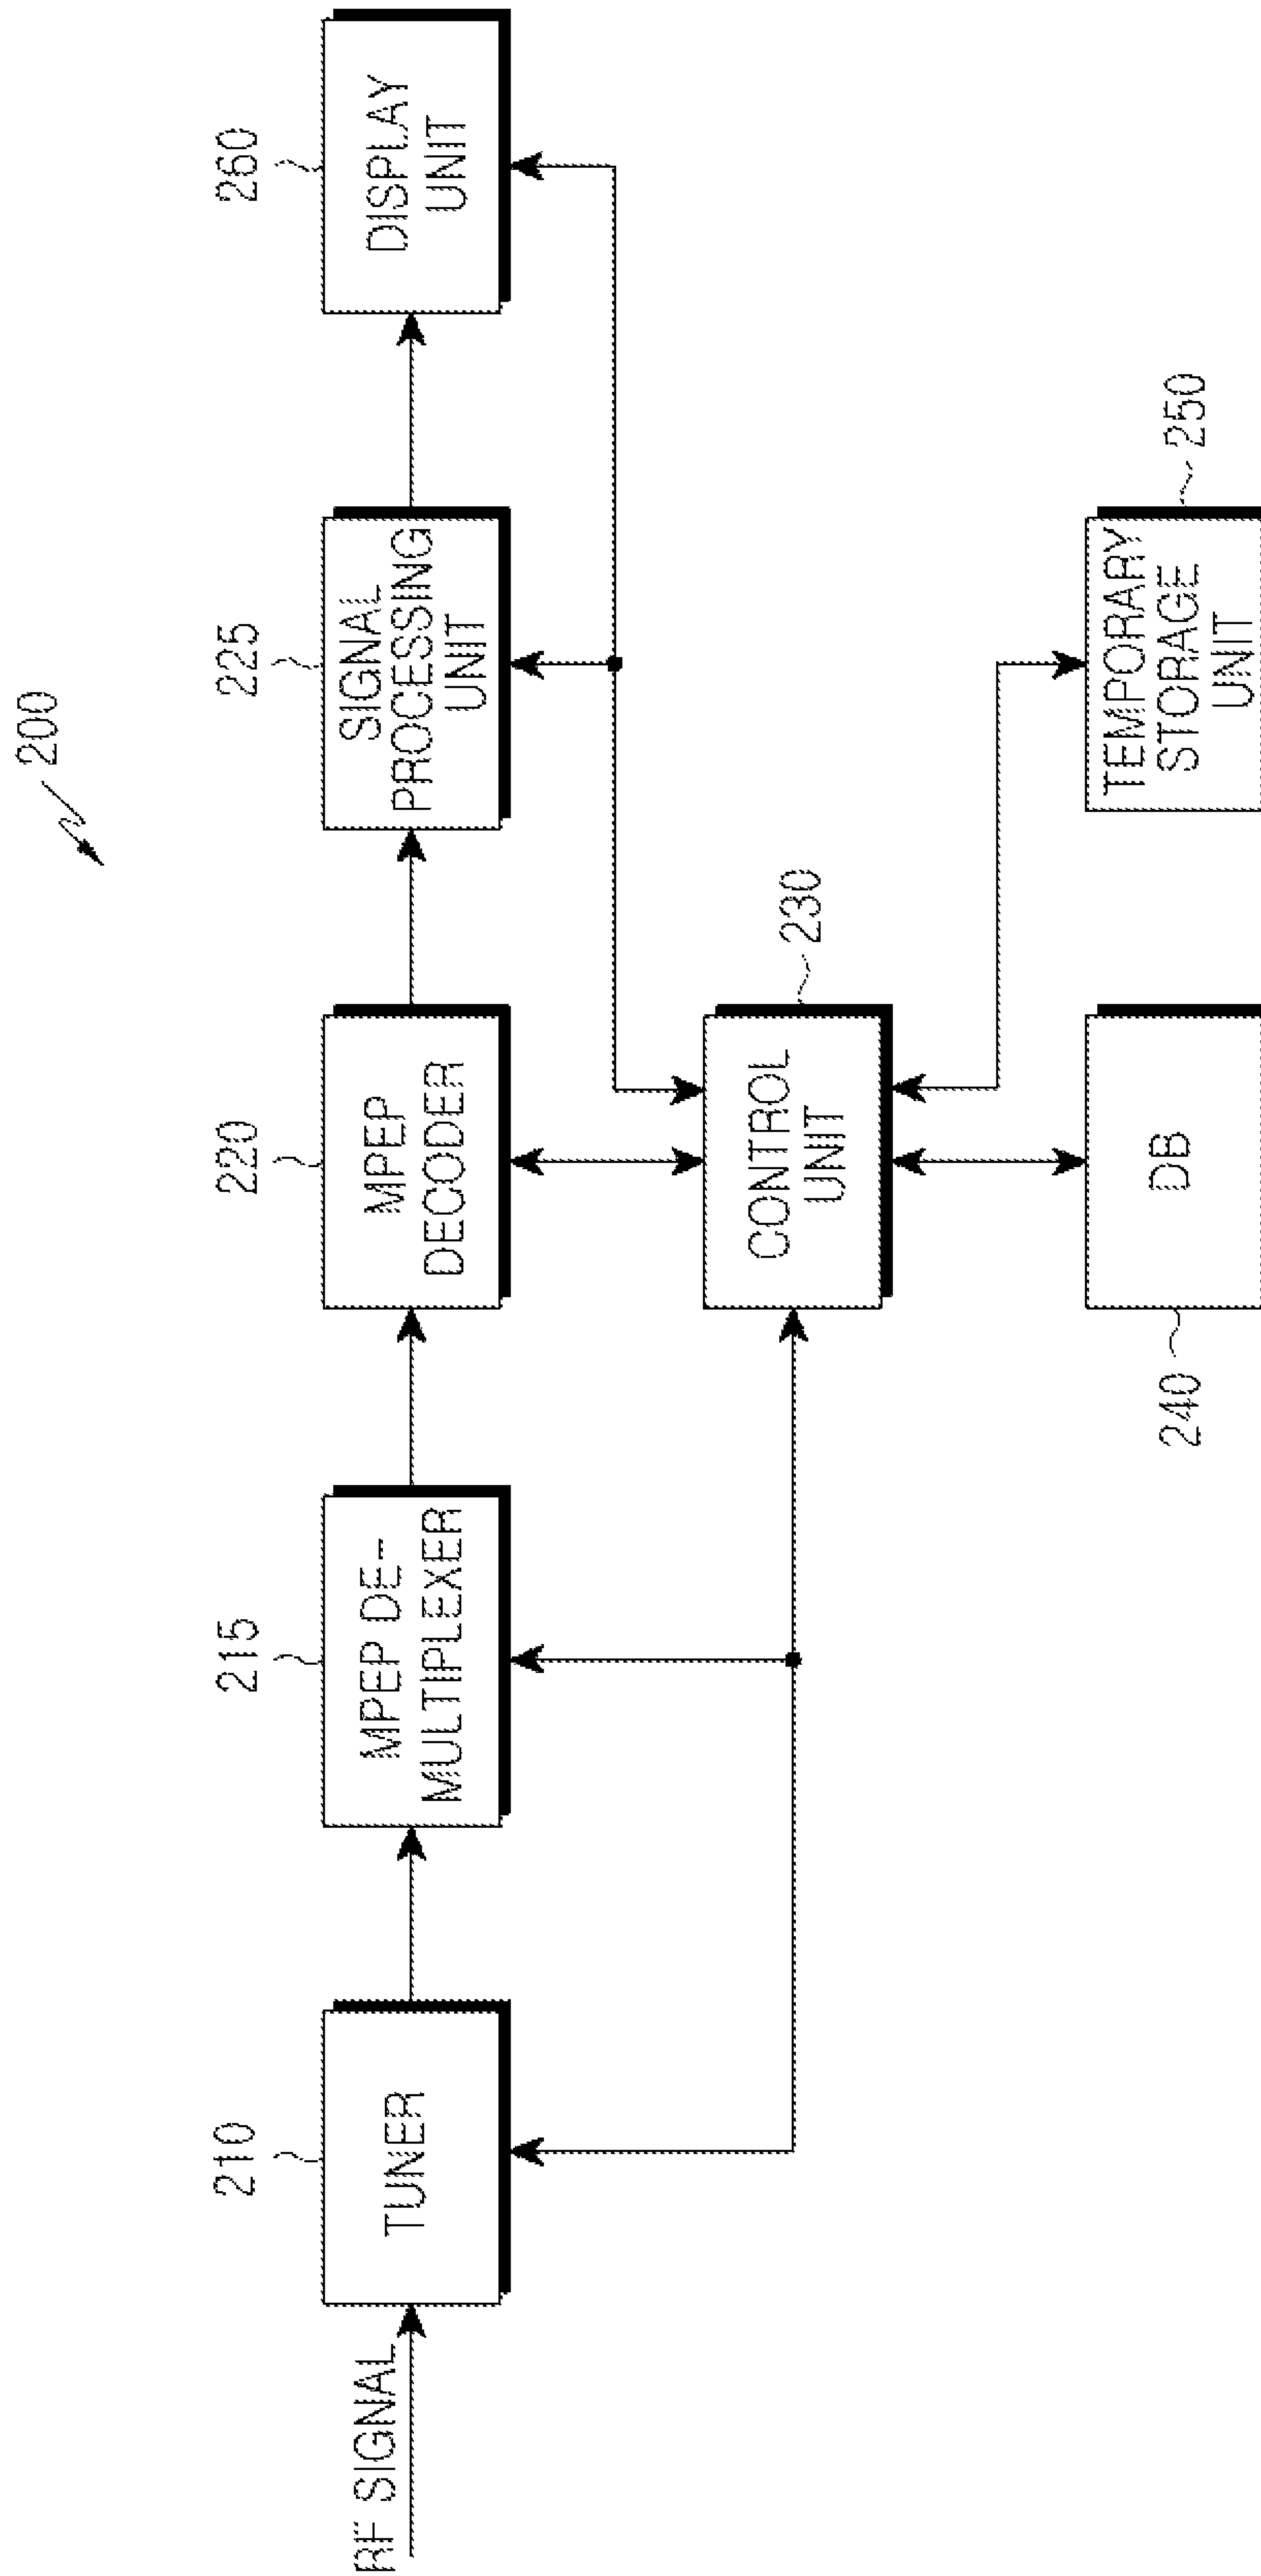 200
210
215
220
225
260
RF SIGNAL
TUNER
MPEP DE-
MULTIPLEXER
MPEP
DECODER
SIGNAL
PROCESSING
UNIT
DISPLAY
UNIT
CONTROL
UNIT
230
240
DB
TEMPORARY
STORAGE
UNIT
250